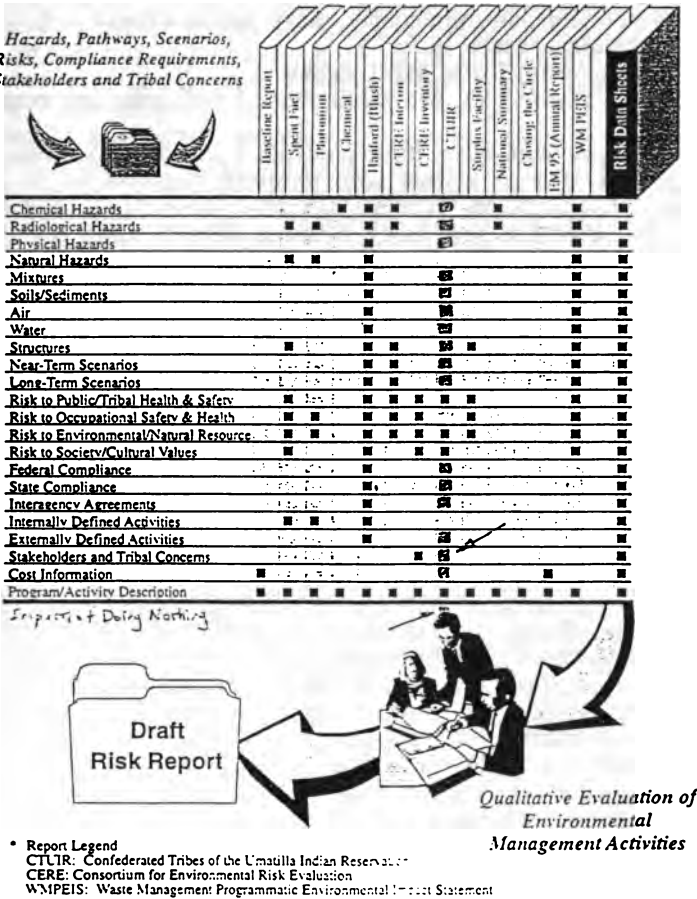 Hazards, Pathways, Scenarios,
Risks, Compliance Requirements,
Stakeholders and Tribal Concerns
Baseline Report
Spent Fuel
Plutonium
Chemical
Hanford (Blush)
CERE Interim
CERE Inventory
CTUIR
Surplus Facility
National Summary
Closing the Circle
EM 95 (Annual Report)
WM PEIS
Risk Data Sheets
Chemical Hazards
Radiological Hazards
Physical Hazards
Natural Hazards
Mixtures
Soils/Sediments
Air
Water
Structures
Near-Term Scenarios
Long-Term Scenarios
Risk to Public/Tribal Health & Safety
Risk to Occupational Safety & Health
Risk to Environmental/Natural Resource
Risk to Society/Cultural Values
Federal Compliance
State Compliance
Interagency Agreements
Internally Defined Activities
Externally Defined Activities
Stakeholders and Tribal Concerns
Cost Information
Program/Activity Description
Doing Nothing
Draft
Risk Report
Qualitative Evaluation of
Environmental
Management Activities
* Report Legend
CTUIR: Confederated Tribes of the Umatilla Indian Reservation
CERE: Consortium for Environmental Risk Evaluation
WMPEIS: Waste Management Programmatic Environmental Impact Statement